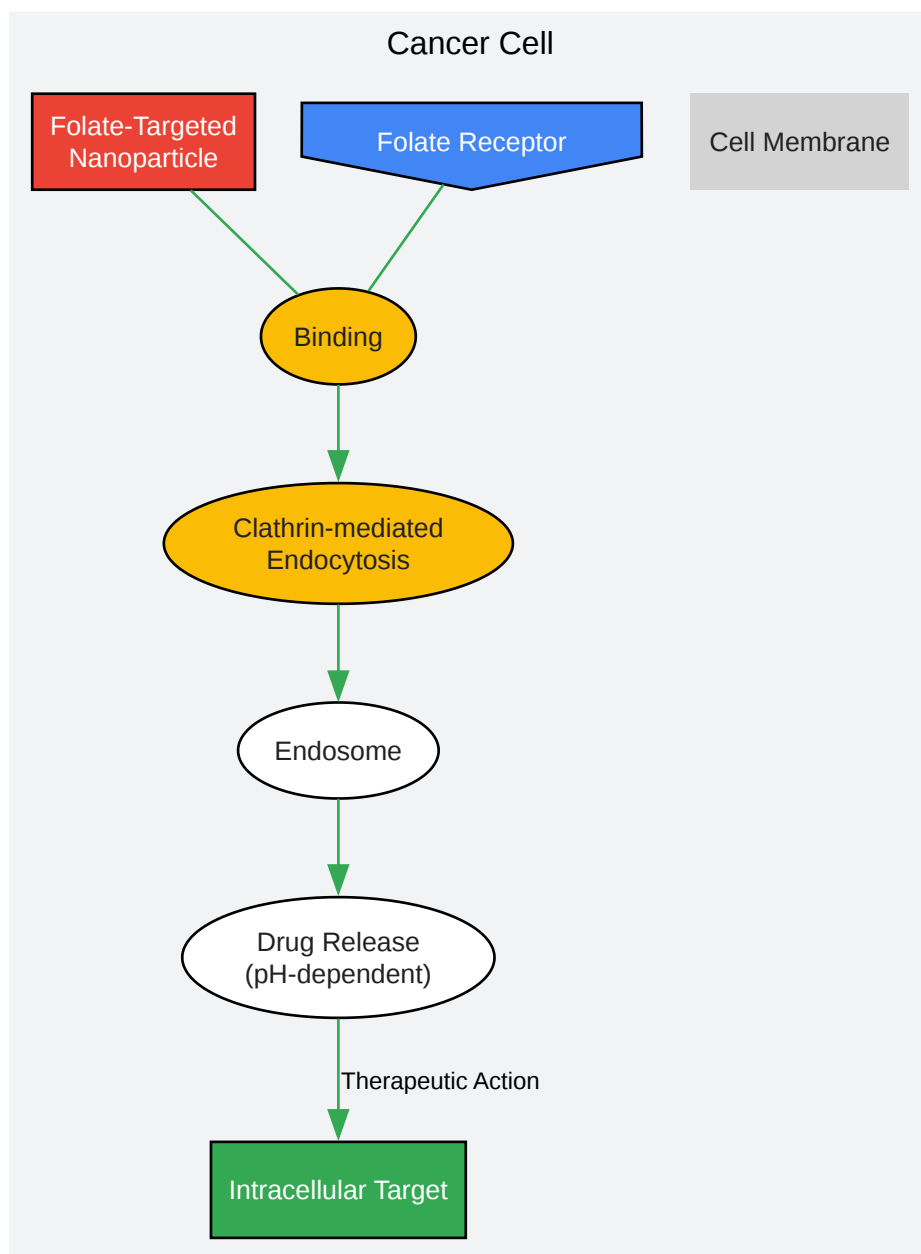 Cancer Cell
Folate-Targeted
Nanoparticle
Folate Receptor
Cell Membrane
Binding
Clathrin-mediated
Endocytosis
Endosome
Drug Release
(pH-dependent)
Therapeutic Action
Intracellular Target